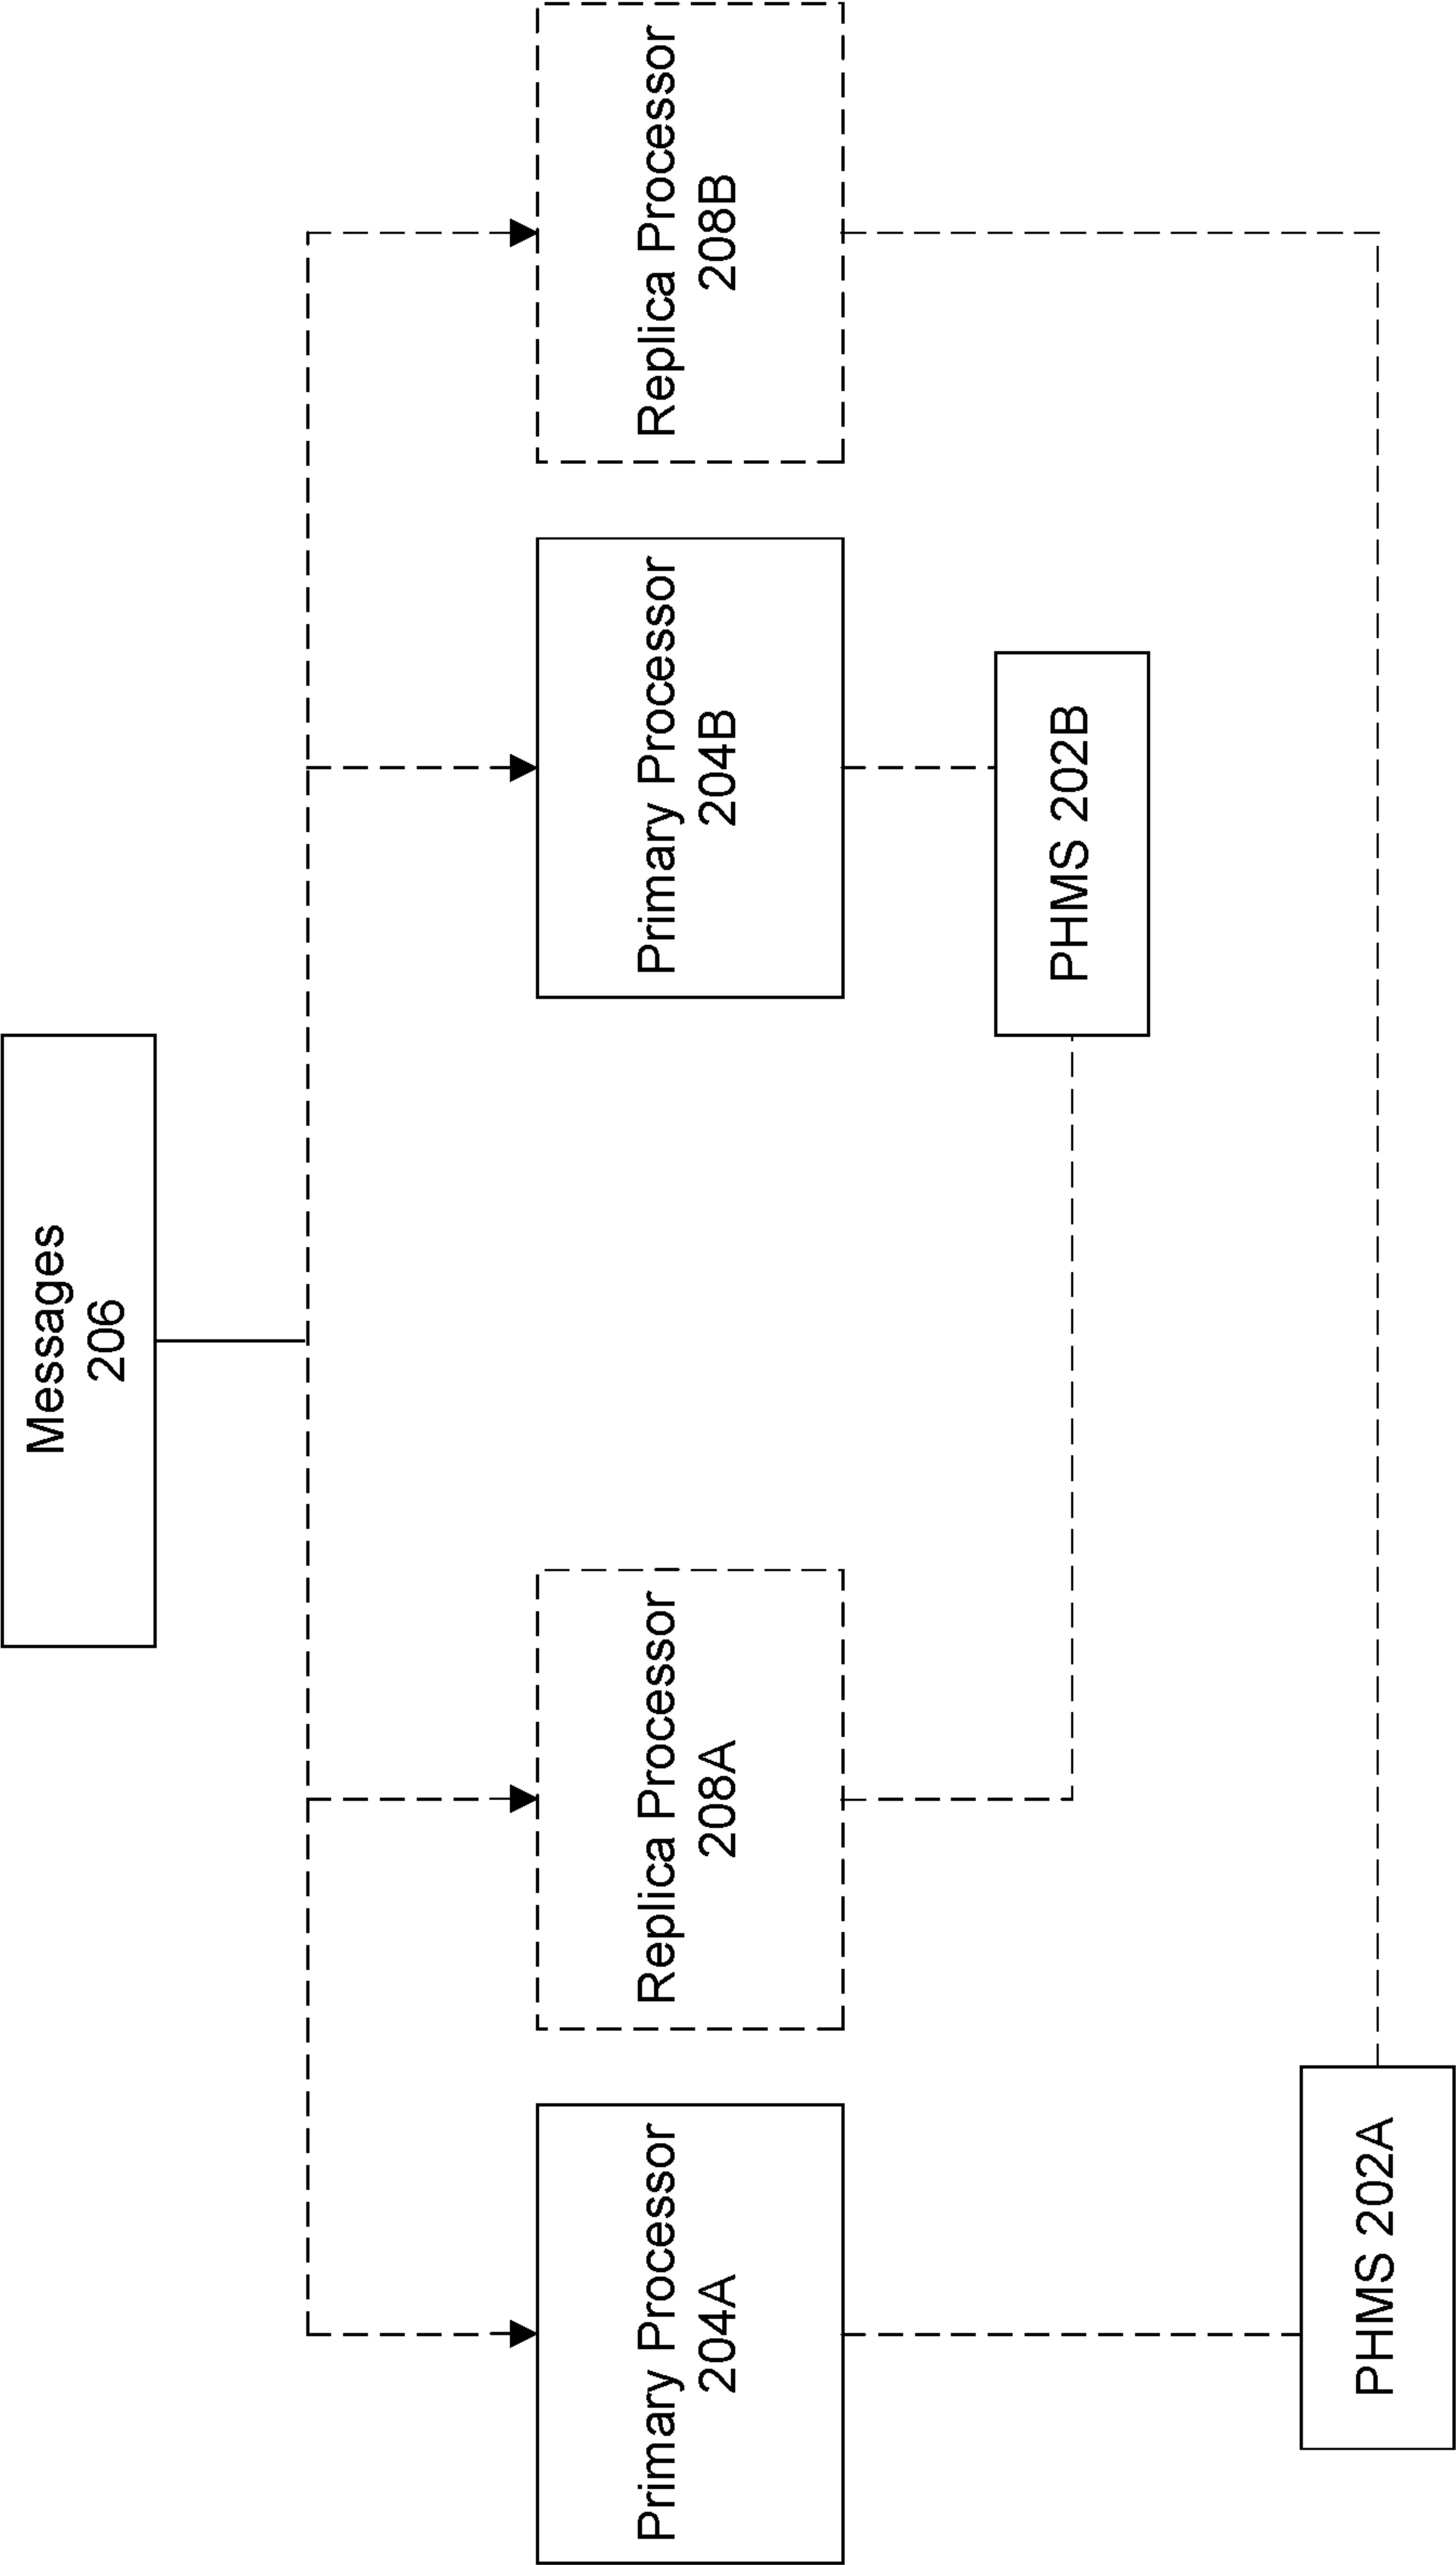 Messages
206
Primary Processor
204A
Replica Processor
208A
Primary Processor
204B
Replica Processor
208B
PHMS 202B
PHMS 202A